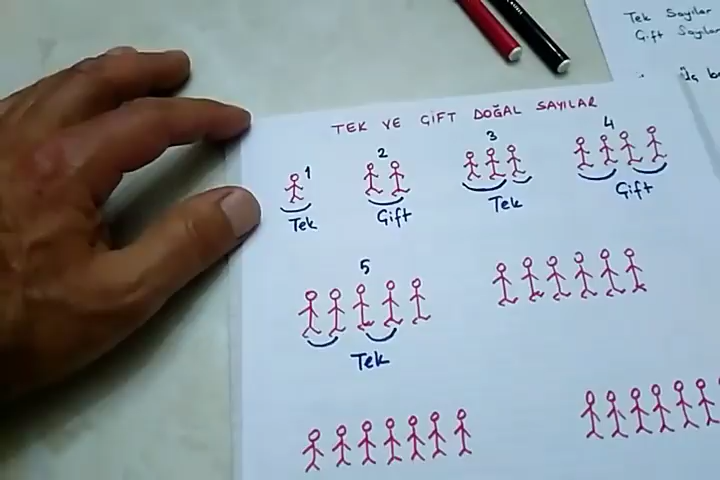 Tek Sayılar
Çift Sayılar
TEK VE ÇİFT DOĞAL SAYILAR
1
2
3
4
Tek
Çift
Tek
Çift
5
Tek